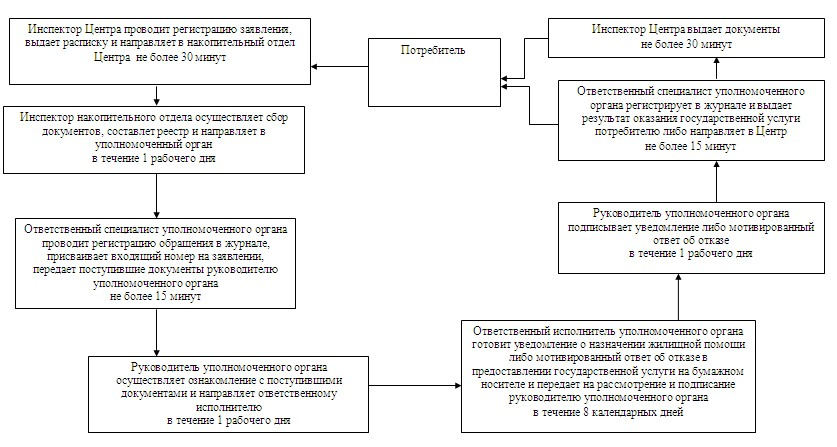 Инспектор Центра проводит регистрацию заявления,
выдает расписку и направляет в накопительный отдел
Центра не более 30 минут
Потребитель
Инспектор Центра выдает документы
не более 30 минут
Ответственный специалист уполномоченного
органа регистрирует в журнале и выдает
результат оказания государственной услуги
потребителю либо направляет в Центр
не более 15 минут
Инспектор накопительного отдела осуществляет сбор
документов, составлет реестр и направляет в
уполномоченный орган
в течение 1 рабочего дня
Руководитель уполномоченного органа
подписывает уведомление либо мотивированный
ответ об отказе
в течение 1 рабочего дня
Ответственный специалист уполномоченного органа
проводит регистрацию обращения в журнале,
присваивает входящий номер на заявлении,
передает поступившие документы руководителю
уполномоченного органа
не более 15 минут
Руководитель уполномоченного органа
осуществляет ознакомление с поступившими
документами и направляет ответственному
исполнителю
в течение 1 рабочего дня
Ответственный исполнитель уполномоченного органа
готовит уведомление о назначении жилищной помощи
либо мотивированный ответ об отказе в
предоставлении государственной услуги на бумажном
носителе и передает на рассмотрение и подписание
руководителю уполномоченного органа
в течение 8 календарных дней